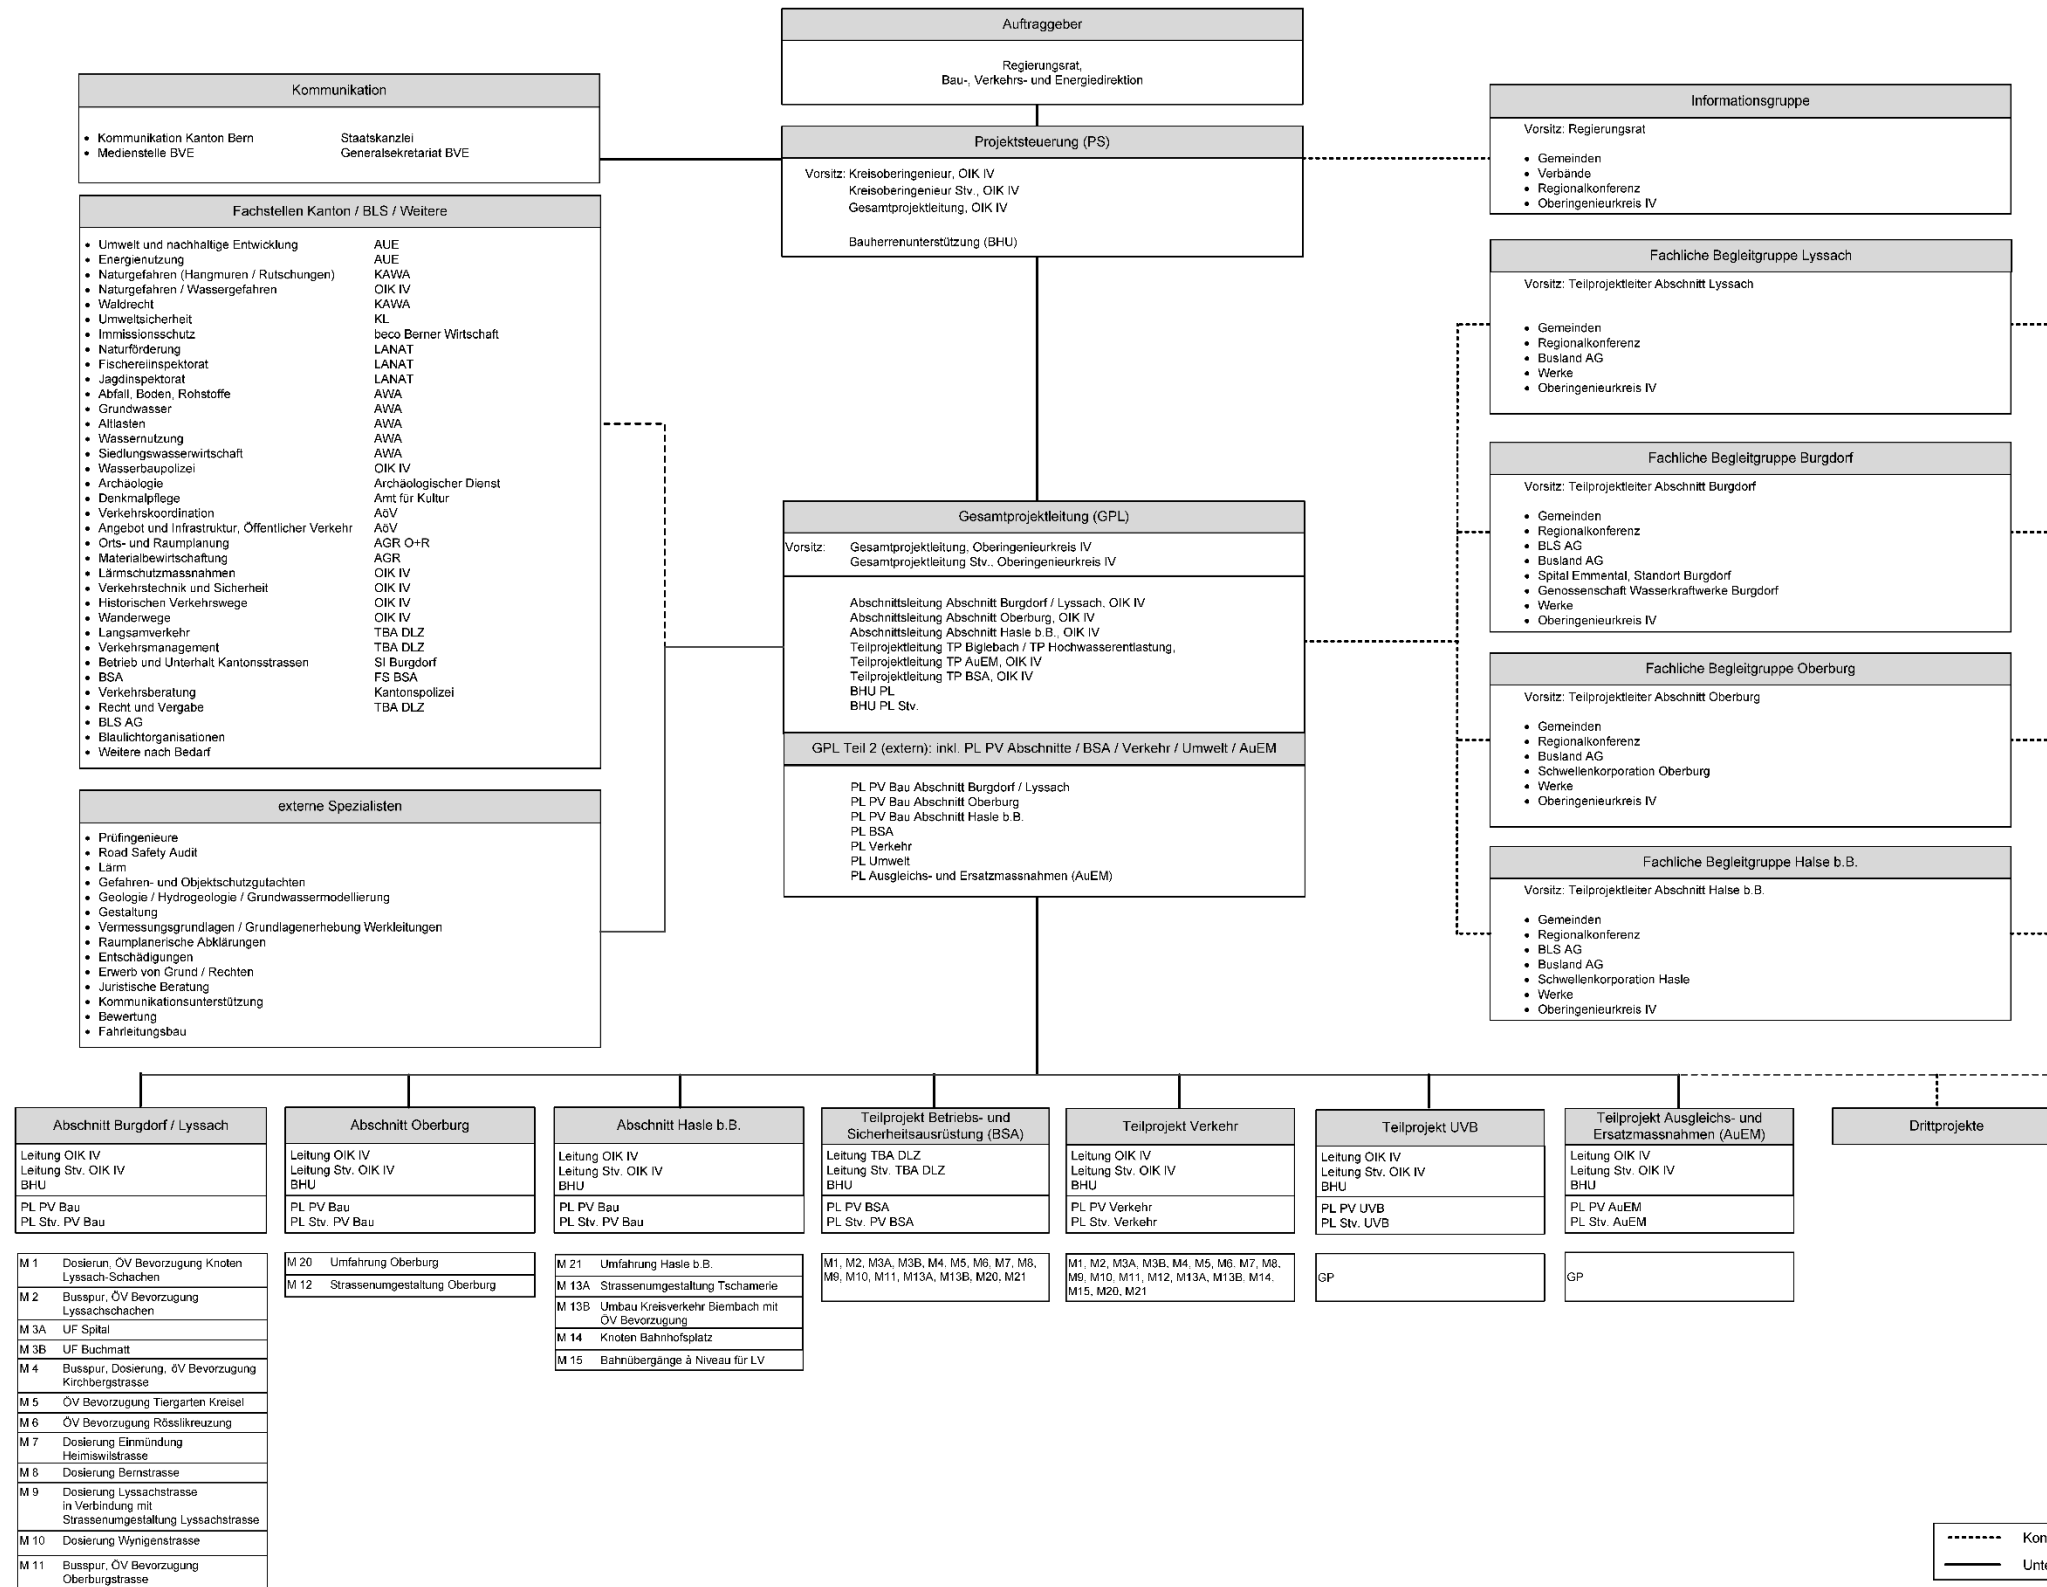 Auftraggeber
Regierungsrat,
Bau-, Verkehrs- und Energiedirektion
Kommunikation
• Kommunikation Kanton Bern Staatskanzlei
• Medienstelle BVE Generalsekretariat BVE
Projektsteuerung (PS)
Vorsitz: Kreisoberingenieur, OIK IV
Kreisoberingenieur Stv., OIK IV
Gesamtprojektleitung, OIK IV
Bauherrenunterstützung (BHU)
Informationsgruppe
Vorsitz: Regierungsrat
• Gemeinden
• Verbände
• Regionalkonferenz
• Oberingenieurkreis IV
Fachstellen Kanton / BLS / Weitere
• Umwelt und nachhaltige Entwicklung AUE
• Energienutzung AUE
• Naturgefahren (Hangmuren / Rutschungen) KAWA
• Naturgefahren / Wassergefahren OIK IV
• Waldrecht KAWA
• Umweltsicherheit KL
• Immissionsschutz beco Berner Wirtschaft
• Naturförderung LANAT
• Fischereiinspektorat LANAT
• Jagdinspektorat LANAT
• Abfall, Boden, Rohstoffe AWA
• Grundwasser AWA
• Altlasten AWA
• Wassernutzung AWA
• Siedlungswasserwirtschaft AWA
• Wasserbaupolizei OIK IV
• Archäologie Archäologischer Dienst
• Denkmalpflege Amt für Kultur
• Verkehrskoordination AöV
• Angebot und Infrastruktur, Öffentlicher Verkehr AöV
• Orts- und Raumplanung AGR O+R
• Materialbewirtschaftung AGR
• Lärmschutzmassnahmen OIK IV
• Verkehrstechnik und Sicherheit OIK IV
• Historischen Verkehrswege OIK IV
• Wanderwege OIK IV
• Langsamverkehr TBA DLZ
• Verkehrsmanagement TBA DLZ
• Betrieb und Unterhalt Kantonsstrassen SI Burgdorf
• BSA FS BSA
• Verkehrsberatung Kantonspolizei
• Recht und Vergabe TBA DLZ
• BLS AG
• Blaulichtorganisationen
• Weitere nach Bedarf
externe Spezialisten
• Prüfingenieure
• Road Safety Audit
• Lärm
• Gefahren- und Objektschutzgutachten
• Geologie / Hydrogeologie / Grundwassermodellierung
• Gestaltung
• Vermessungsgrundlagen / Grundlagenerhebung Werkleitungen
• Raumplanerische Abklärungen
• Entschädigungen
• Erwerb von Grund / Rechten
• Juristische Beratung
• Kommunikationsunterstützung
• Bewertung
• Fahrleitungsbau
Gesamtprojektleitung (GPL)
Vorsitz: Gesamtprojektleitung, Oberingenieurkreis IV
Gesamtprojektleitung Stv.. Oberingenieurkreis IV
Abschnittsleitung Abschnitt Burgdorf / Lyssach, OIK IV
Abschnittsleitung Abschnitt Oberburg, OIK IV
Abschnittsleitung Abschnitt Hasle b.B., OIK IV
Teilprojektleitung TP Biglebach / TP Hochwasserentlastung,
Teilprojektleitung TP AuEM, OIK IV
Teilprojektleitung TP BSA, OIK IV
BHU PL
BHU PL Stv.
GPL Teil 2 (extern): inkl. PL PV Abschnitte / BSA / Verkehr / Umwelt / AuEM
PL PV Bau Abschnitt Burgdorf / Lyssach
PL PV Bau Abschnitt Oberburg
PL PV Bau Abschnitt Hasle b.B.
PL BSA
PL Verkehr
PL Umwelt
PL Ausgleichs- und Ersatzmassnahmen (AuEM)
Fachliche Begleitgruppe Lyssach
Vorsitz: Teilprojektleiter Abschnitt Lyssach
• Gemeinden
• Regionalkonferenz
• Busland AG
• Werke
• Oberingenieurkreis IV
Fachliche Begleitgruppe Burgdorf
Vorsitz: Teilprojektleiter Abschnitt Burgdorf
• Gemeinden
• Regionalkonferenz
• BLS AG
• Busland AG
• Spital Emmental, Standort Burgdorf
• Genossenschaft Wasserkraftwerke Burgdorf
• Werke
• Oberingenieurkreis IV
Fachliche Begleitgruppe Oberburg
Vorsitz: Teilprojektleiter Abschnitt Oberburg
• Gemeinden
• Regionalkonferenz
• Busland AG
• Schwellenkorporation Oberburg
• Werke
• Oberingenieurkreis IV
Fachliche Begleitgruppe Halse b.B.
Vorsitz: Teilprojektleiter Abschnitt Halse b.B.
• Gemeinden
• Regionalkonferenz
• BLS AG
• Busland AG
• Schwellenkorporation Hasle
• Werke
• Oberingenieurkreis IV
Abschnitt Burgdorf / Lyssach
Leitung OIK IV
Leitung Stv. OIK IV
BHU
PL PV Bau
PL Stv. PV Bau
M 1 Dosierun, ÖV Bevorzugung Knoten
Lyssach-Schachen
M 2 Busspur, ÖV Bevorzugung
Lyssachschachen
M 3A UF Spital
M 3B UF Buchmatt
M 4 Busspur, Dosierung, öV Bevorzugung
Kirchbergstrasse
M 5 ÖV Bevorzugung Tiergarten Kreisel
M 6 ÖV Bevorzugung Rösslikreuzung
M 7 Dosierung Einmündung
Heimiswilstrasse
M 8 Dosierung Bernstrasse
M 9 Dosierung Lyssachstrasse
in Verbindung mit
Strassenumgestaltung Lyssachstrasse
M 10 Dosierung Wynigenstrasse
M 11 Busspur, ÖV Bevorzugung
Oberburgstrasse
Abschnitt Oberburg
Leitung OIK IV
Leitung Stv. OIK IV
BHU
PL PV Bau
PL Stv. PV Bau
M 20 Umfahrung Oberburg
M 12 Strassenumgestaltung Oberburg
Abschnitt Hasle b.B.
Leitung OIK IV
Leitung Stv. OIK IV
BHU
PL PV Bau
PL Stv. PV Bau
M 21 Umfahrung Hasle b.B.
M 13A Strassenumgestaltung Tschamerie
M 13B Umbau Kreisverkehr Biembach mit
ÖV Bevorzugung
M 14 Knoten Bahnhofsplatz
M 15 Bahnübergänge à Niveau für LV
Teilprojekt Betriebs- und
Sicherheitsausrüstung (BSA)
Leitung TBA DLZ
Leitung Stv. TBA DLZ
BHU
PL PV BSA
PL Stv. PV BSA
M1, M2, M3A, M3B, M4. M5, M6, M7, M8,
M9, M10, M11, M13A, M13B, M20, M21
Teilprojekt Verkehr
Leitung OIK IV
Leitung Stv. OIK IV
BHU
PL PV Verkehr
PL Stv. Verkehr
M1, M2, M3A, M3B. M4, M5, M6. M7, M8,
M9, M10, M11, M12, M13A, M13B. M14.
M15, M20, M21
Teilprojekt UVB
Leitung OIK IV
Leitung Stv. OIK IV
BHU
PL PV UVB
PL Stv. UVB
GP
Teilprojekt Ausgleichs- und
Ersatzmassnahmen (AuEM)
Leitung OIK IV
Leitung Stv. OIK IV
BHU
PL PV AuEM
PL Stv. AuEM
GP
Drittprojekte